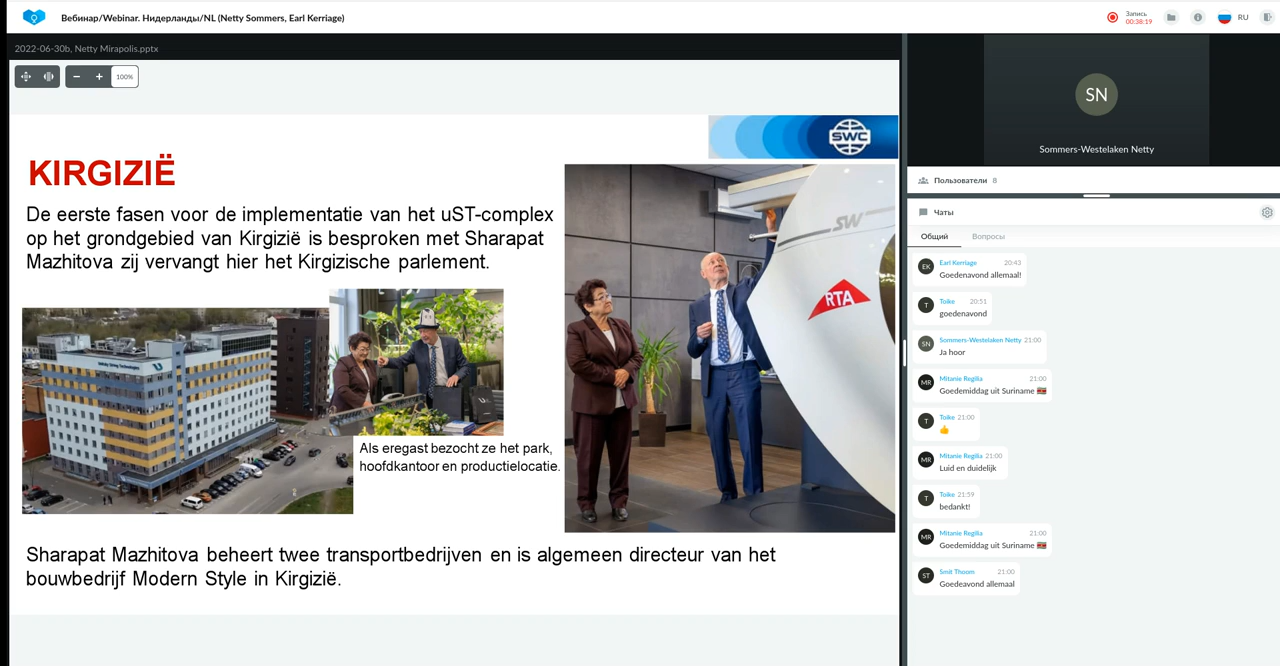 Вебинар/Webinar. Нидерланды/NL (Netty Sommers, Earl Kerriage)
Запись
00:38:19
RU
2022-06-30b, Netty Mirapolis.pptx
100%
SWC
KIRGIZIË
De eerste fasen voor de implementatie van het uST-complex
op het grondgebied van Kirgizië is besproken met Sharapat
Mazhitova zij vervangt hier het Kirgizische parlement.
SW
RTA
Als eregast bezocht ze het park,
hoofdkantoor en productielocatie.
Sharapat Mazhitova beheert twee transportbedrijven en is algemeen directeur van het
bouwbedrijf Modern Style in Kirgizië.
SN
Sommers-Westelaken Netty
Пользователи 8
Чаты
Общий Вопросы
EK Earl Kerriage 20:43
Goedenavond allemaal!
T Toike 20:51
goedenavond
SN Sommers-Westelaken Netty 21:00
Ja hoor
MR Mitanie Regilia 21:00
Goedemiddag uit Suriname 🇸🇷
T Toike 21:00
👍
MR Mitanie Regilia 21:00
Luid en duidelijk
T Toike 21:59
bedankt!
MR Mitanie Regilia 21:00
Goedemiddag uit Suriname 🇸🇷
ST Smit Thoom 21:00
Goedeavond allemaal